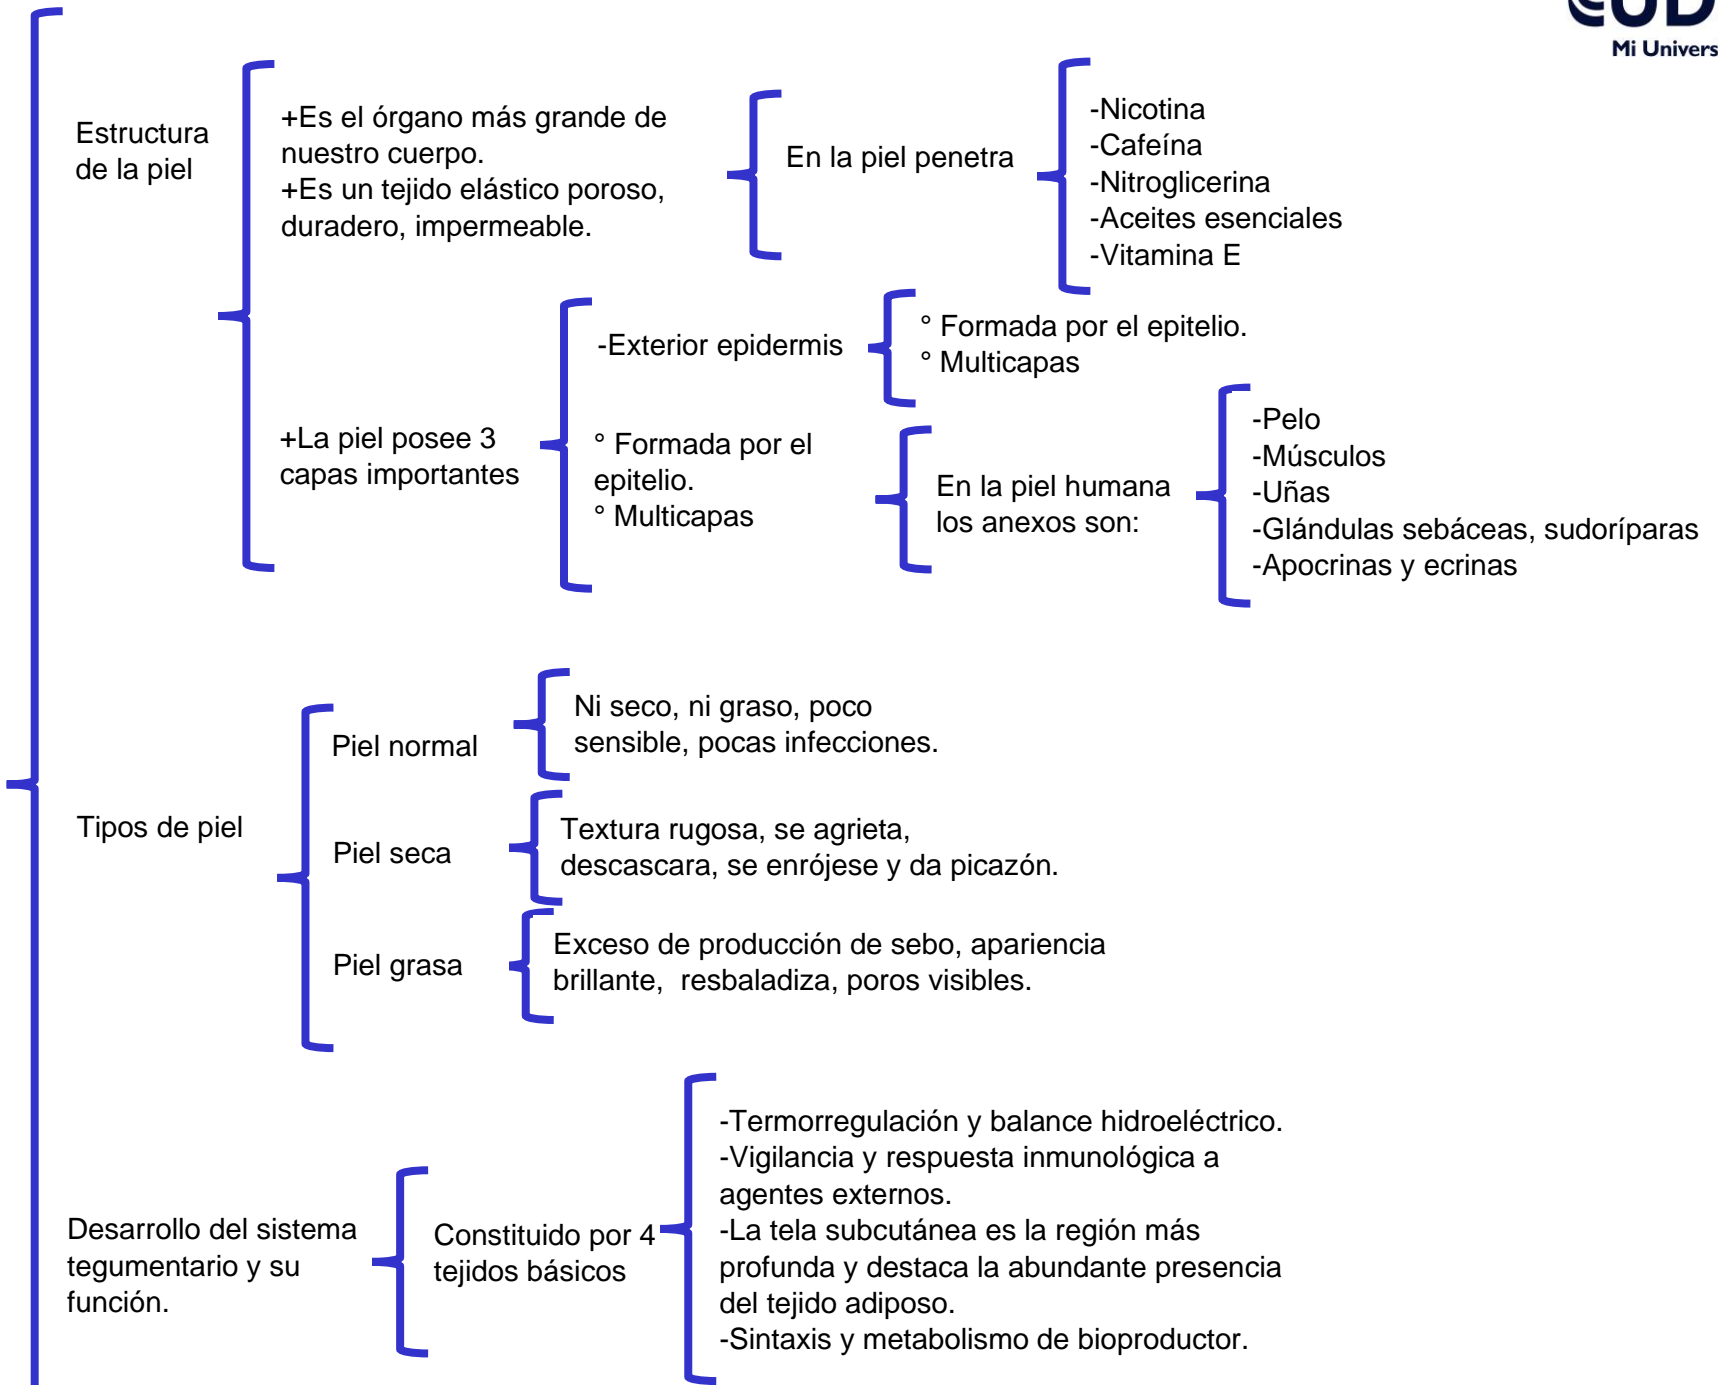 Mi Univers
Estructura
de la piel
+Es el órgano más grande de
nuestro cuerpo.
+Es un tejido elástico poroso,
duradero, impermeable.
En la piel penetra
-Nicotina
-Cafeína
-Nitroglicerina
-Aceites esenciales
-Vitamina E
+La piel posee 3
capas importantes
-Exterior epidermis
° Formada por el epitelio.
° Multicapas
° Formada por el
epitelio.
° Multicapas
En la piel humana
los anexos son:
-Pelo
-Músculos
-Uñas
-Glándulas sebáceas, sudoríparas
-Apocrinas y ecrinas
Tipos de piel
Piel normal
Ni seco, ni graso, poco
sensible, pocas infecciones.
Piel seca
Textura rugosa, se agrieta,
descascara, se enrójese y da picazón.
Piel grasa
Exceso de producción de sebo, apariencia
brillante,  resbaladiza, poros visibles.
Desarrollo del sistema
tegumentario y su
función.
Constituido por 4
tejidos básicos
-Termorregulación y balance hidroeléctrico.
-Vigilancia y respuesta inmunológica a
agentes externos.
-La tela subcutánea es la región más
profunda y destaca la abundante presencia
del tejido adiposo.
-Sintaxis y metabolismo de bioproductor.